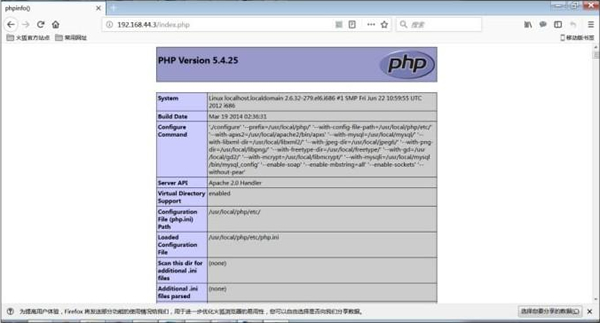 phpinfo()
192.168.44.3/index.php
搜索
火狐官方站点 常用网址
移动版书签
PHP Version 5.4.25
php
System Linux localhost.localdomain 2.6.32-279.el6.i686 #1 SMP Fri Jun 22 10:59:55 UTC
2012 i686
Build Date Mar 19 2014 02:36:31
Configure
Command
'./configure' '--prefix=/usr/local/php/' '--with-config-file-path=/usr/local/php/etc/'
'--with-apxs2=/usr/local/apache2/bin/apxs' '--with-mysql=/usr/local/mysql/' '--
with-libxml-dir=/usr/local/libxml2/' '--with-jpeg-dir=/usr/local/jpeg6/' '--with-png-
dir=/usr/local/libpng/' '--with-freetype-dir=/usr/local/freetype/' '--with-gd=/usr
/local/gd2/' '--with-mcrypt=/usr/local/libmcrypt/' '--with-mysqli=/usr/local/mysql
/bin/mysql_config' '--enable-soap' '--enable-mbstring=all' '--enable-sockets' '--
without-pear'
Server API Apache 2.0 Handler
Virtual Directory
Support
enabled
Configuration
File (php.ini)
Path
/usr/local/php/etc/
Loaded
Configuration
File
/usr/local/php/etc/php.ini
Scan this dir for
additional .ini
files
(none)
Additional .ini
files parsed
(none)
为提高用户体验，Firefox 将发送部分功能的使用情况给我们，用于进一步优化火狐浏览器的易用性，您可以自由选择是否向我们分享数据。
选择您要分享的数据(C)